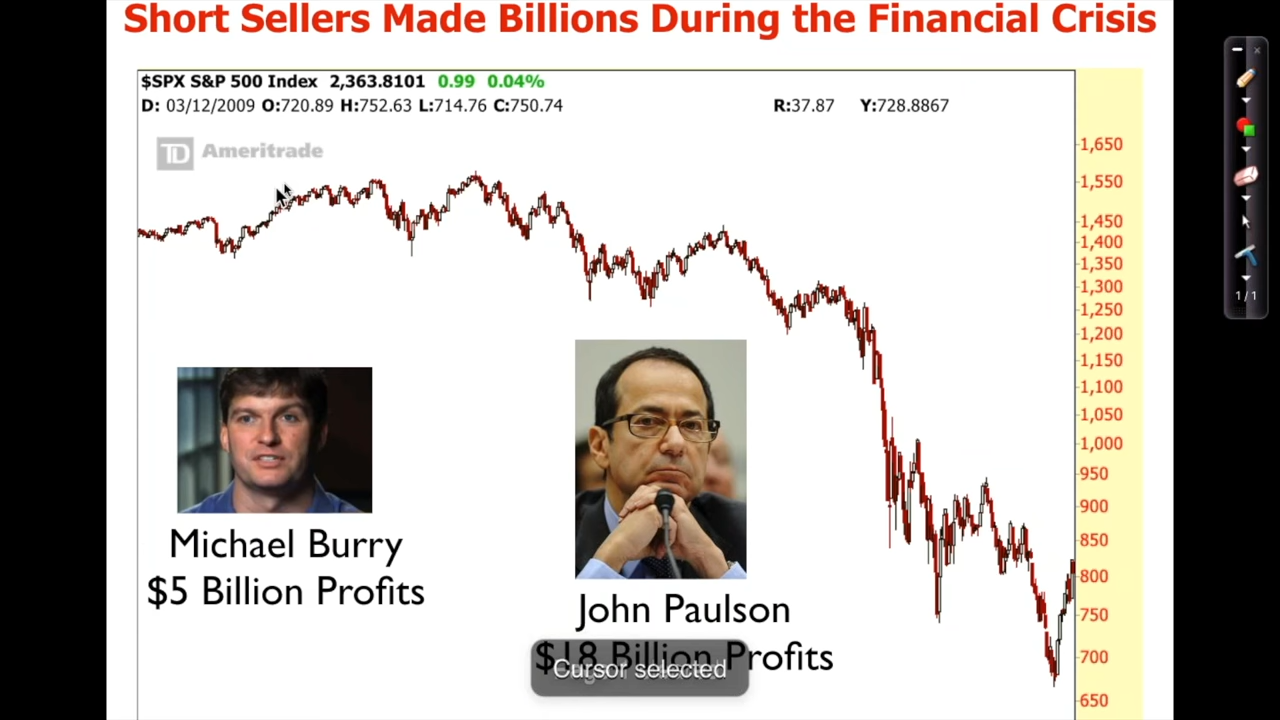 Short Sellers Made Billions During the Financial Crisis
$SPX S&P 500 Index 2,363.8101 0.99 0.04%
D: 03/12/2009 O:720.89 H:752.63 L:714.76 C:750.74 R:37.87 Y:728.8867
TD Ameritrade
1,650
1,550
1,450
1,400
1,350
1,300
1,250
1,200
1,150
1,100
1,050
1,000
950
900
850
800
750
700
650
Michael Burry
$5 Billion Profits
John Paulson
$18 Billion Profits
Cursor selected
1/1